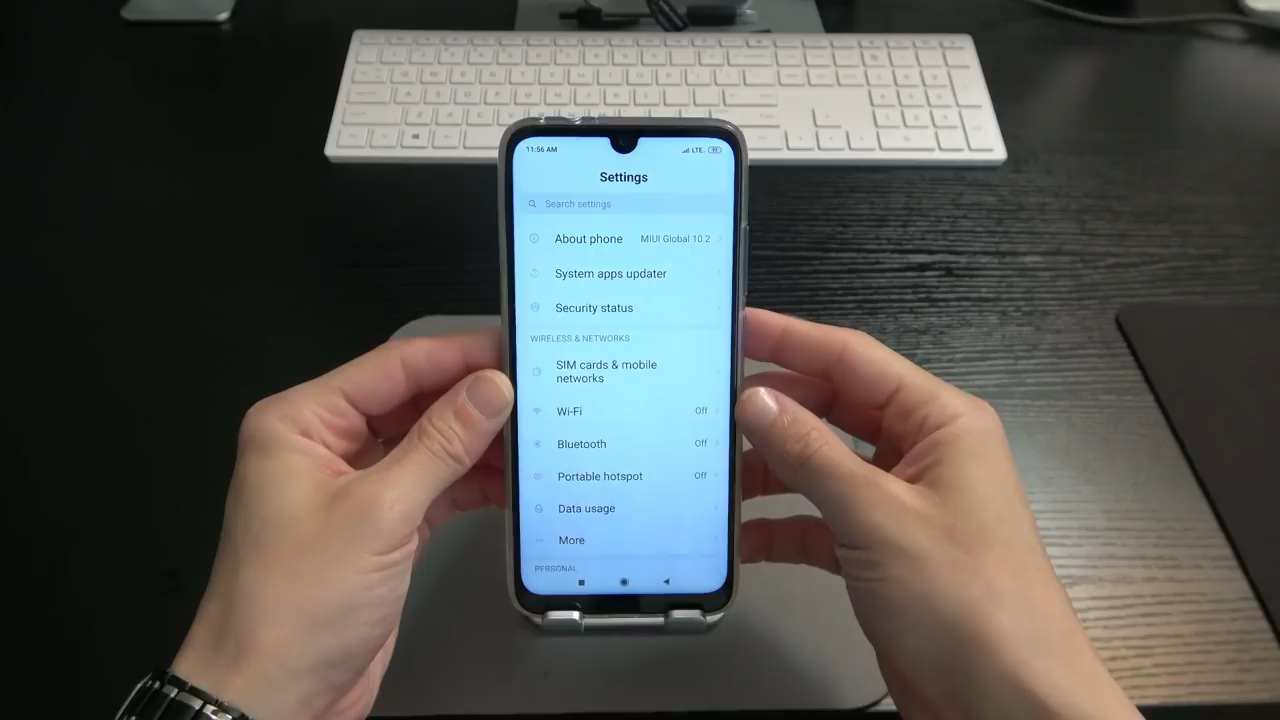 11:56 AM LTE
Settings
Search settings
About phone MIUI Global 10.2
System apps updater
Security status
WIRELESS & NETWORKS
SIM cards & mobile
networks
Wi-Fi Off
Bluetooth Off
Portable hotspot Off
Data usage
More
PERSONAL